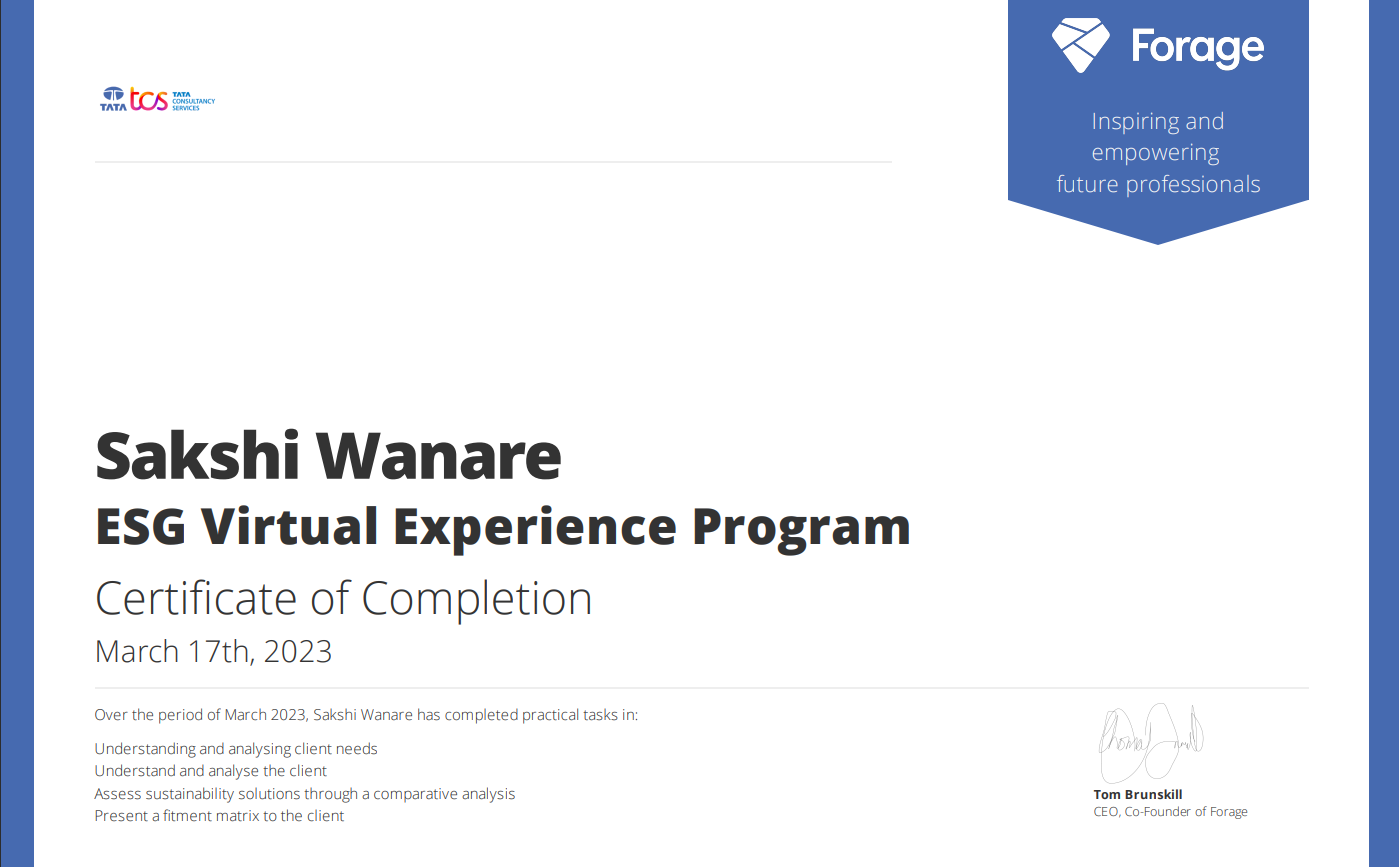 TATA
tcs
TATA
CONSULTANCY
SERVICES
Forage
Inspiring and
empowering
future professionals
Sakshi Wanare
ESG Virtual Experience Program
Certificate of Completion
March 17th, 2023
Over the period of March 2023, Sakshi Wanare has completed practical tasks in:
Understanding and analysing client needs
Understand and analyse the client
Assess sustainability solutions through a comparative analysis
Present a fitment matrix to the client
Tom Brunskill
CEO, Co-Founder of Forage